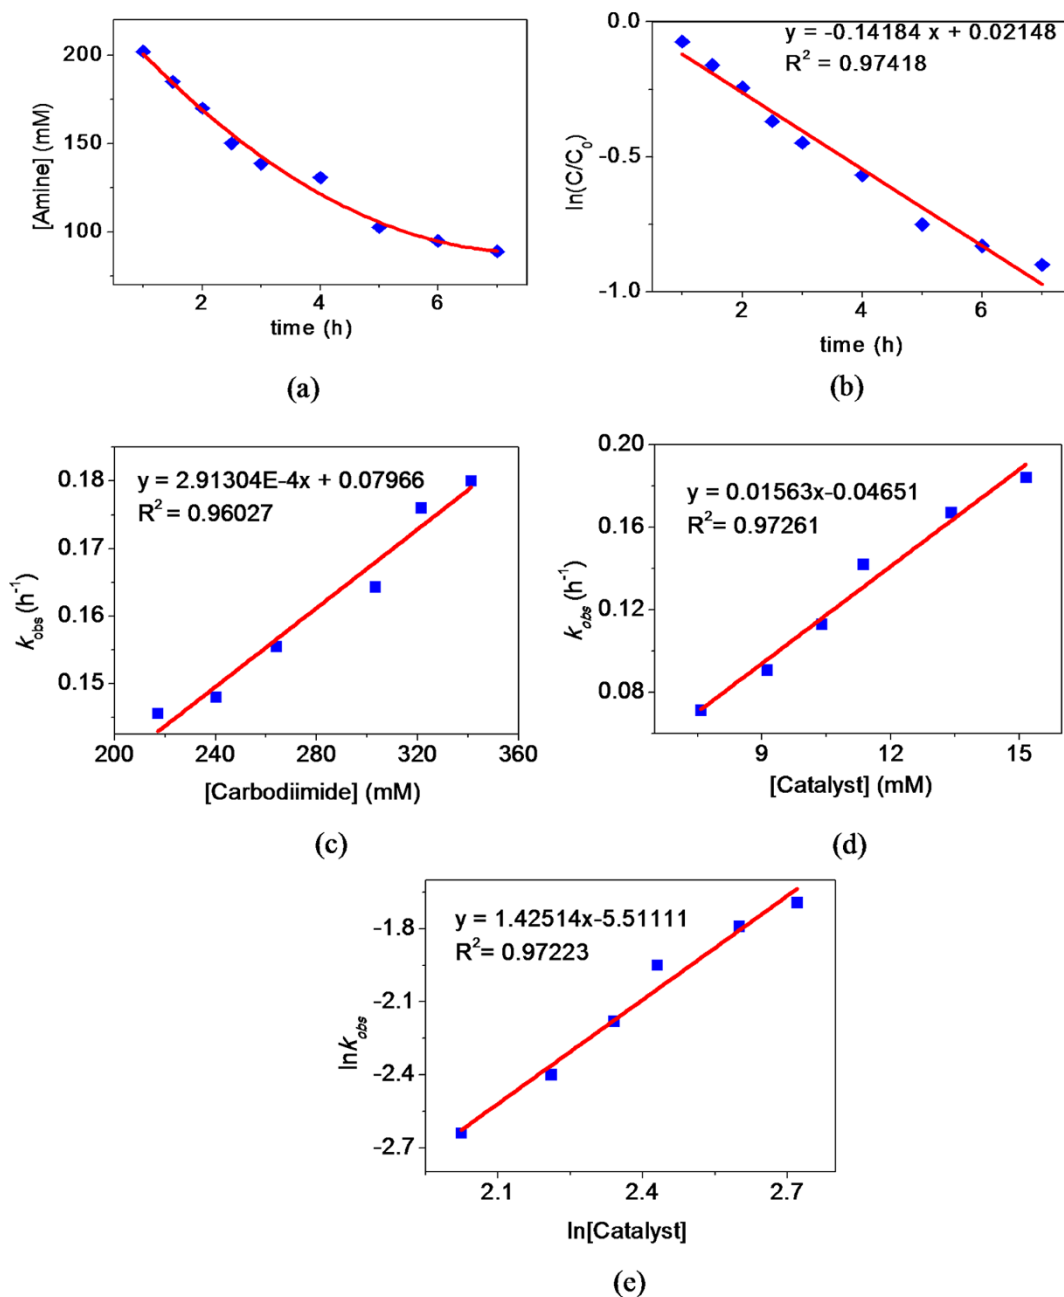 200
150
100
[Amine] (mM)
2
4
6
time (h)
(a)
0.0
-0.5
-1.0
ln(C/C₀)
y = -0.14184 x + 0.02148
R² = 0.97418
2
4
6
time (h)
(b)
0.18
0.17
0.16
0.15
k_obs (h⁻¹)
y = 2.91304E-4x + 0.07966
R² = 0.96027
200
240
280
320
360
[Carbodiimide] (mM)
(c)
0.20
0.16
0.12
0.08
k_obs (h⁻¹)
y = 0.01563x-0.04651
R²= 0.97261
9
12
15
[Catalyst] (mM)
(d)
-1.8
-2.1
-2.4
-2.7
lnk_obs
y = 1.42514x-5.51111
R²= 0.97223
2.1
2.4
2.7
ln[Catalyst]
(e)